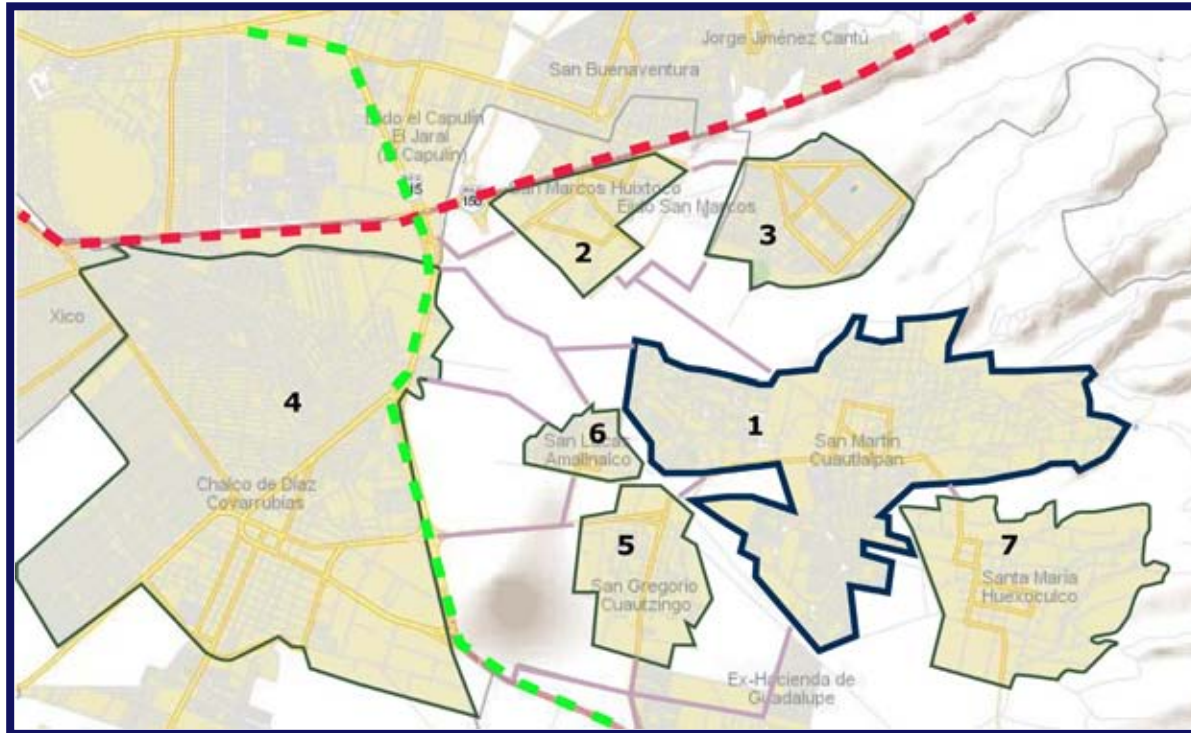 Jorge Jiménez Cantú
San Buenaventura
Ejido el Capulín
El Jaral
(El Capulín)
15
150
San Marcos Huixtoco
Ejido San Marcos
2
3
Xico
4
1
6
San Lucas
Amalinalco
San Martín
Cuautlalpan
Chalco de Díaz
Covarrubias
5
7
San Gregorio
Cuautzingo
Santa María
Huexoculco
Ex-Hacienda de
Guadalupe